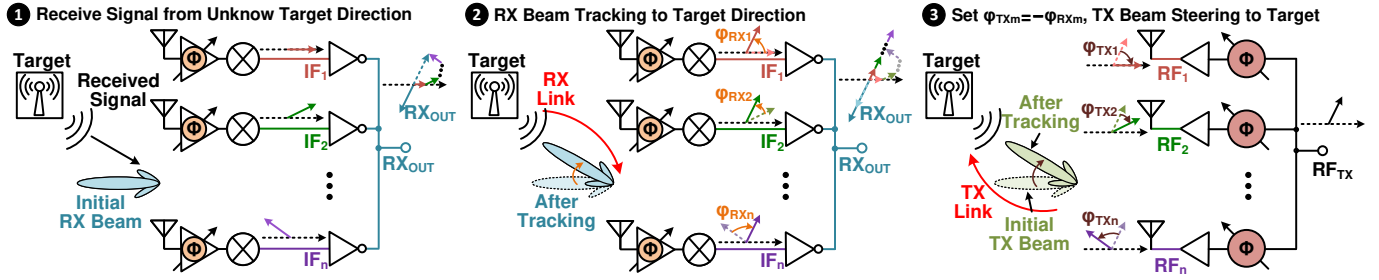 1 Receive Signal from Unknow Target Direction
Target
Received
Signal
Initial
RX Beam
Φ
IF1
Φ
IF2
Φ
IFn
RXOUT
RXOUT
2 RX Beam Tracking to Target Direction
Target
RX
Link
After
Tracking
Φ
φRX1
IF1
Φ
φRX2
IF2
Φ
φRXn
IFn
RXOUT
RXOUT
3 Set φTXm=−φRXm, TX Beam Steering to Target
Target
After
Tracking
TX
Link
Initial
TX Beam
φTX1
RF1
Φ
φTX2
RF2
Φ
φTXn
RFn
Φ
RFTX